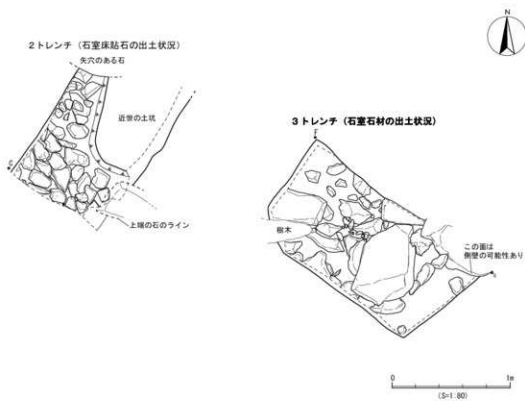 N
2トレンチ(石室床貼石の出土状況)
矢穴のある石
近世の土坑
上端の石のライン
3トレンチ(石室石材の出土状況)
F
樹木
この面は
側壁の可能性あり
0 1m
(S=1:80)